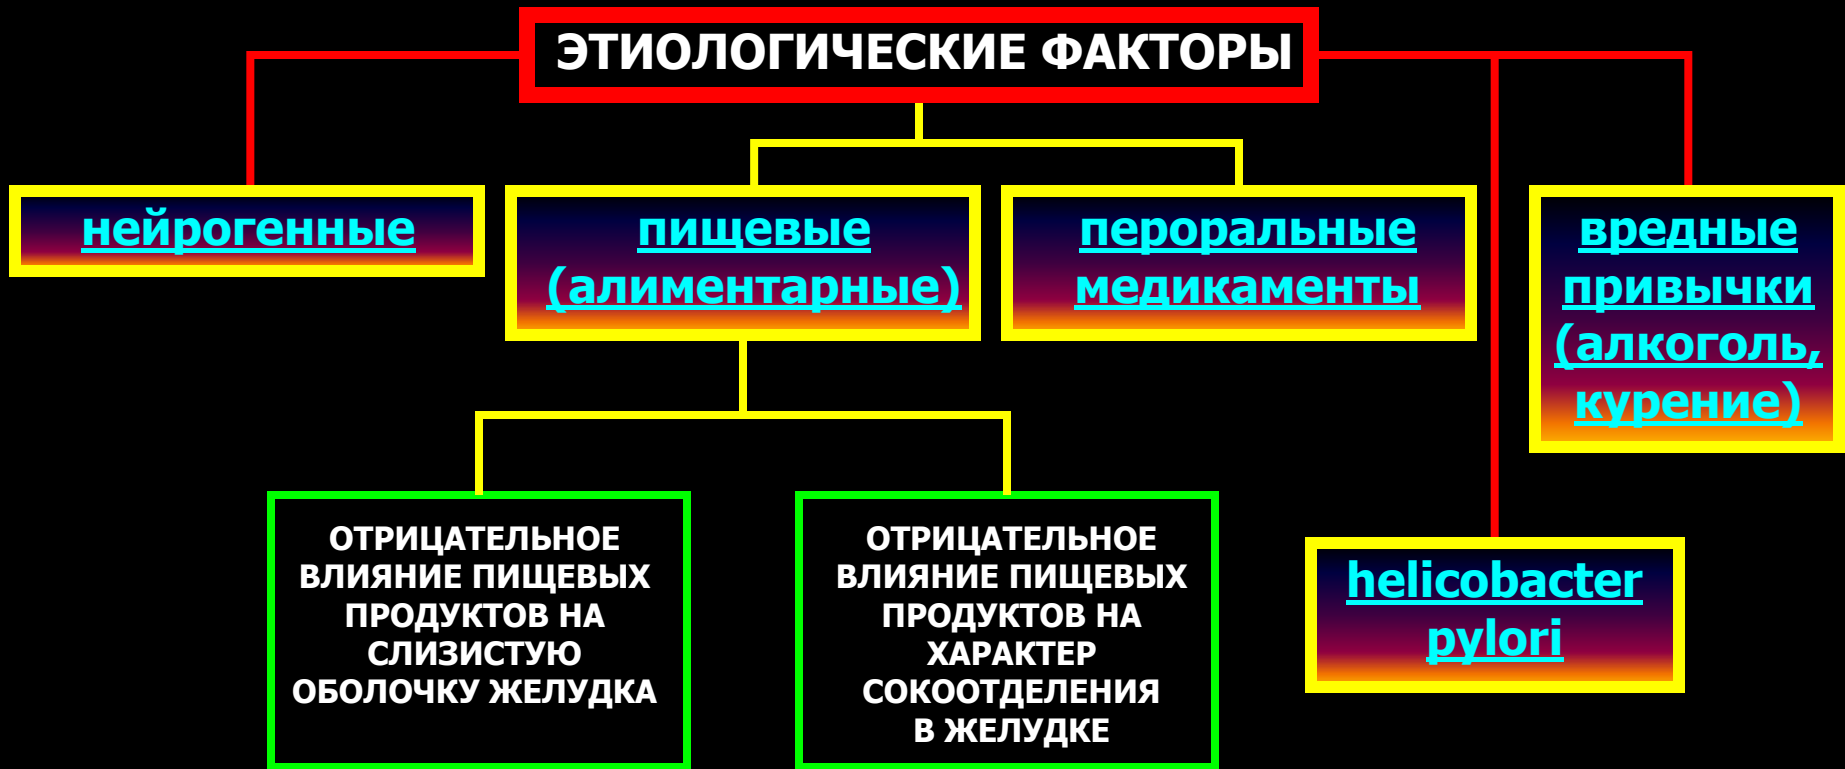 ЭТИОЛОГИЧЕСКИЕ ФАКТОРЫ
нейрогенные
пищевые
(алиментарные)
пероральные
медикаменты
вредные
привычки
(алкоголь,
курение)
ОТРИЦАТЕЛЬНОЕ
ВЛИЯНИЕ ПИЩЕВЫХ
ПРОДУКТОВ НА
СЛИЗИСТУЮ
ОБОЛОЧКУ ЖЕЛУДКА
ОТРИЦАТЕЛЬНОЕ
ВЛИЯНИЕ ПИЩЕВЫХ
ПРОДУКТОВ НА
ХАРАКТЕР
СОКООТДЕЛЕНИЯ
В ЖЕЛУДКЕ
helicobacter
pylori